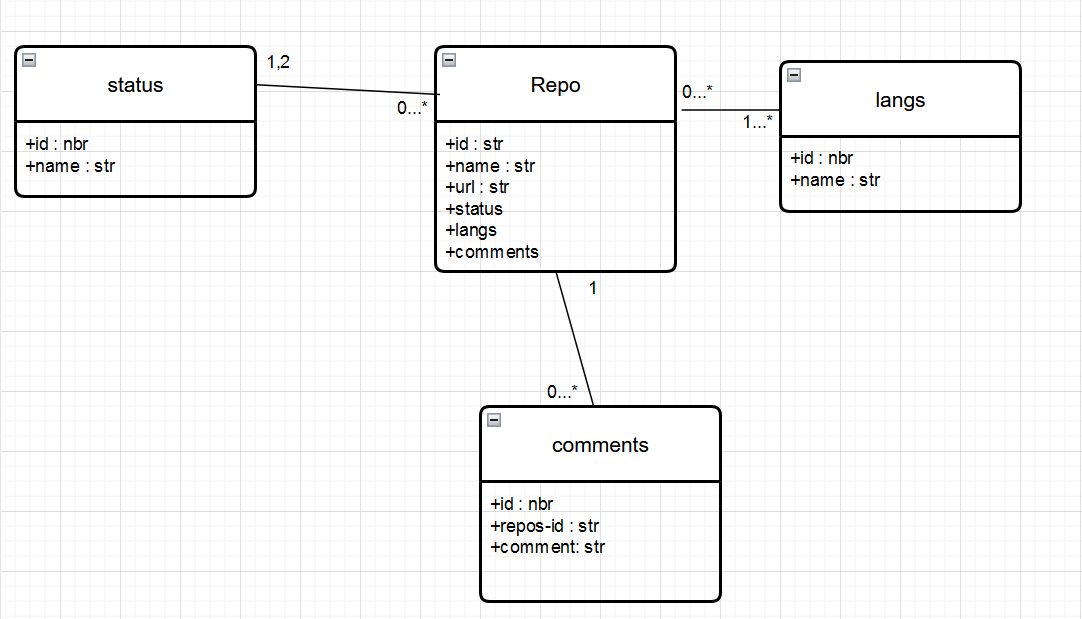 status
+id : nbr
+name : str
1,2
0...*
Repo
+id : str
+name : str
+url : str
+status
+langs
+comments
0...*
1...*
langs
+id : nbr
+name : str
1
0...*
comments
+id : nbr
+repos-id : str
+comment: str